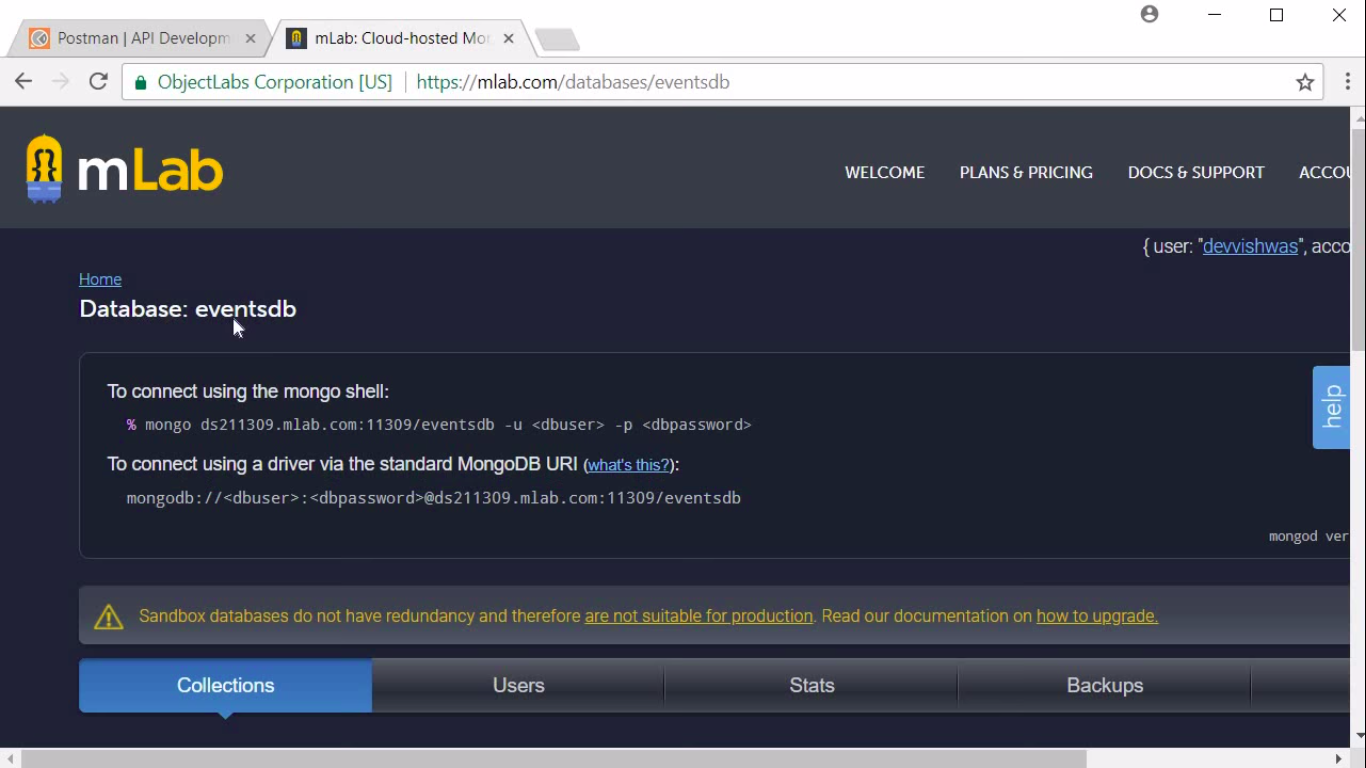 Postman | API Developm
mLab: Cloud-hosted Mo
ObjectLabs Corporation [US]
https://mlab.com/databases/eventsdb
mLab
WELCOME
PLANS & PRICING
DOCS & SUPPORT
ACCOU
{ user: "devvishwas", acco
Home
Database: eventsdb
To connect using the mongo shell:
% mongo ds211309.mlab.com:11309/eventsdb -u <dbuser> -p <dbpassword>
To connect using a driver via the standard MongoDB URI (what's this?):
mongodb://<dbuser>:<dbpassword>@ds211309.mlab.com:11309/eventsdb
mongod ver
help
Sandbox databases do not have redundancy and therefore are not suitable for production. Read our documentation on how to upgrade.
Collections
Users
Stats
Backups